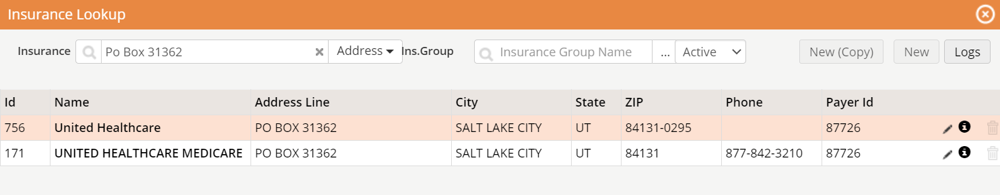 Insurance Lookup
Insurance Po Box 31362 Address Ins.Group Insurance Group Name ... Active New (Copy) New Logs
Id Name Address Line City State ZIP Phone Payer Id
756 United Healthcare PO BOX 31362 SALT LAKE CITY UT 84131-0295 87726
171 UNITED HEALTHCARE MEDICARE PO BOX 31362 SALT LAKE CITY UT 84131 877-842-3210 87726